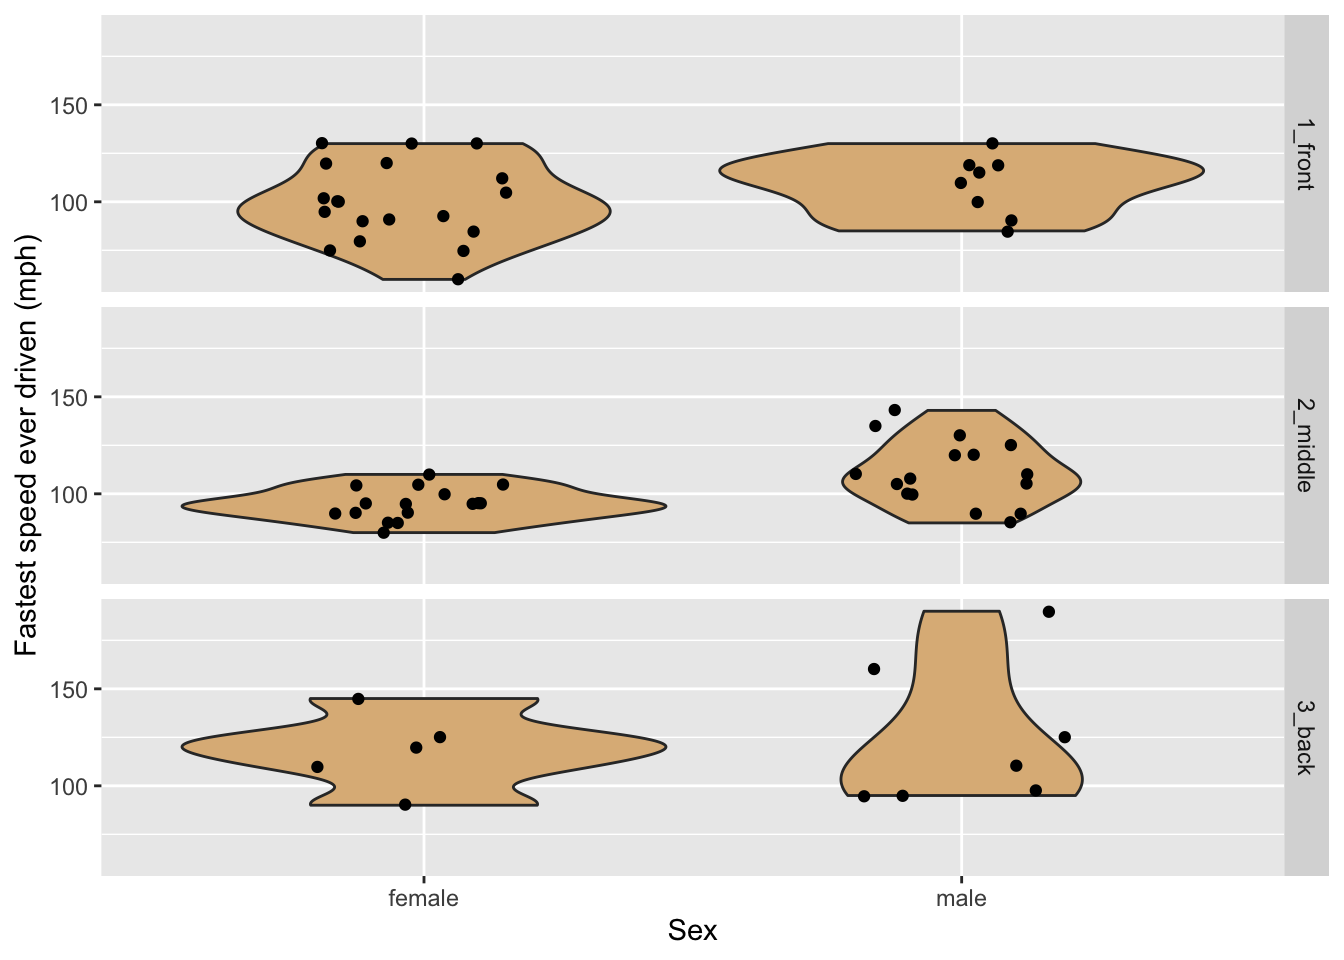 Fastest speed ever driven (mph)
150
100
1_front
150
100
2_middle
150
100
3_back
female
male
Sex